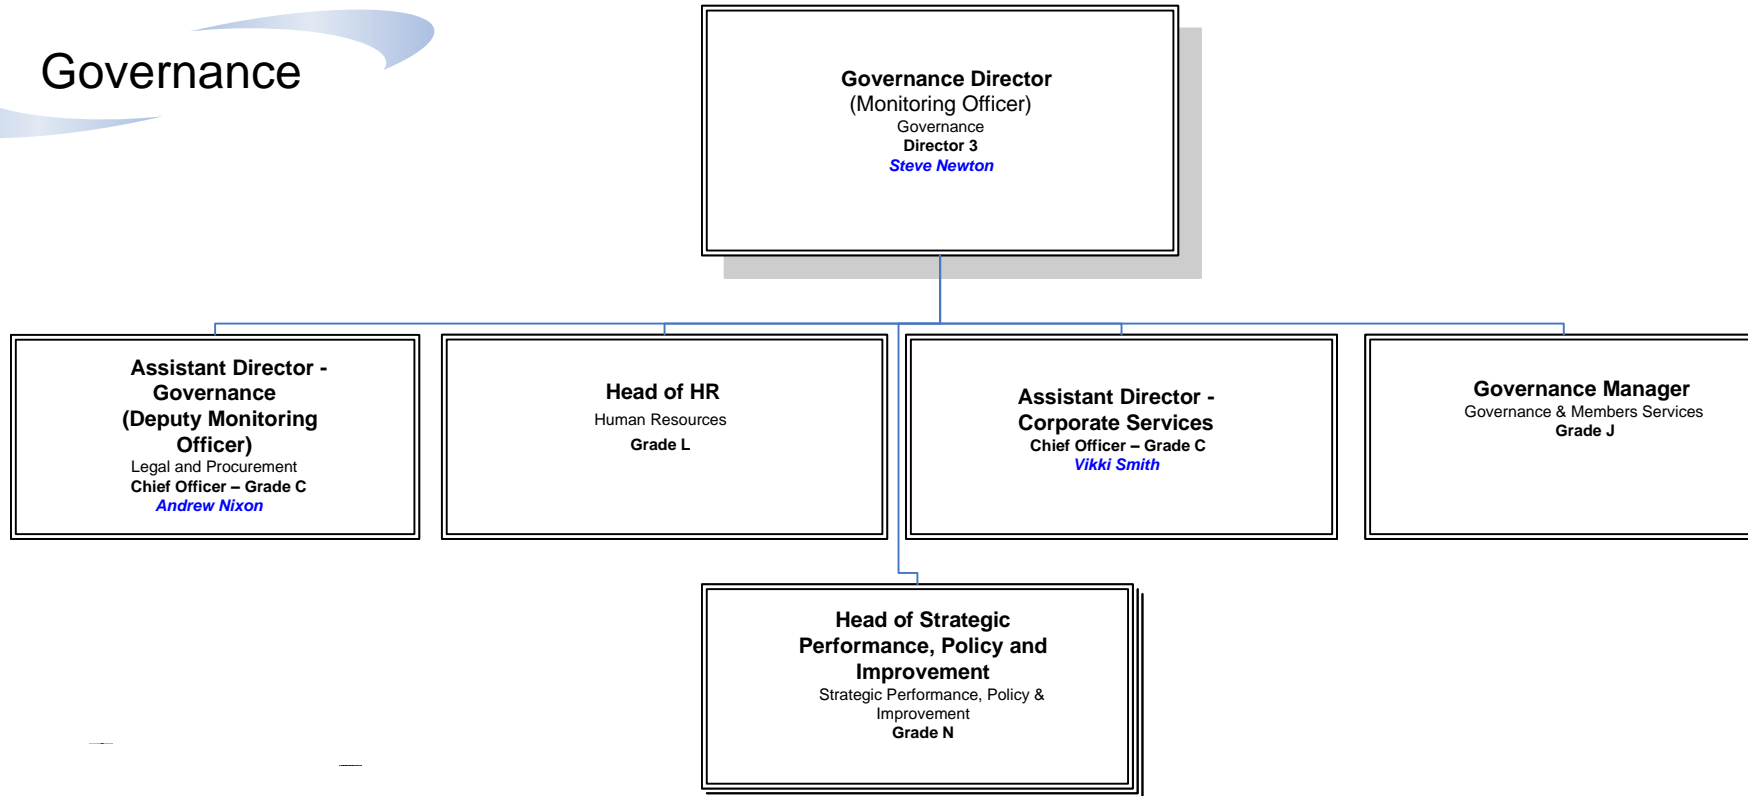 Governance
Governance Director
(Monitoring Officer)
Governance
Director 3
Steve Newton
Assistant Director -
Governance
(Deputy Monitoring
Officer)
Legal and Procurement
Chief Officer – Grade C
Andrew Nixon
Head of HR
Human Resources
Grade L
Assistant Director -
Corporate Services
Chief Officer – Grade C
Vikki Smith
Governance Manager
Governance & Members Services
Grade J
Head of Strategic
Performance, Policy and
Improvement
Strategic Performance, Policy &
Improvement
Grade N